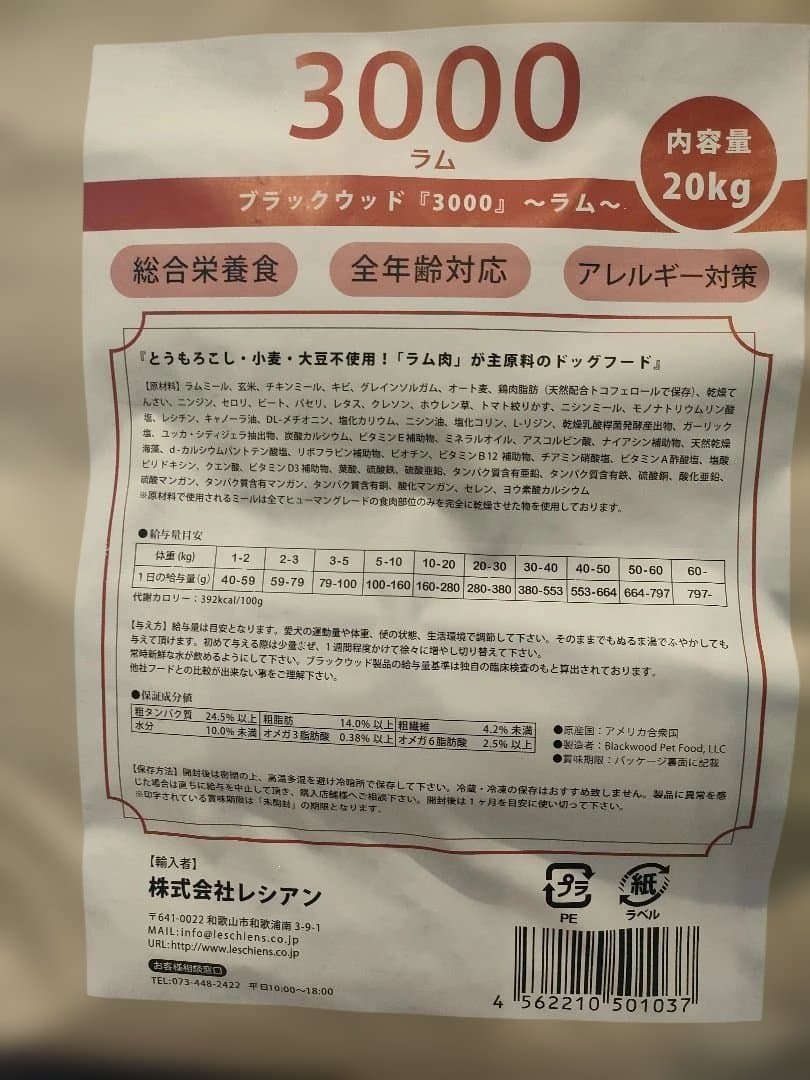 3000
ラム
内容量
20kg
ブラックウッド『3000』 〜ラム〜
総合栄養食
全年齢対応
アレルギー対策
『とうもろこし・小麦・大豆不使用！「ラム肉」が主原料のドッグフード』
【原材料】ラムミール、玄米、チキンミール、キビ、グレインソルガム、オート麦、鶏肉脂肪（天然配合トコフェロールで保存）、乾燥て
んさい、ニンジン、セロリ、ビート、パセリ、レタス、クレソン、ホウレン草、トマト絞りかす、ニシンミール、モノナトリウムリン酸
塩、レシチン、キャノーラ油、DL-メチオニン、塩化カリウム、ニシン油、塩化コリン、L-リジン、乾燥乳酸桿菌発酵産出物、ガーリック
塩、ユッカ・シディジェラ抽出物、炭酸カルシウム、ビタミンE補助物、ミネラルオイル、アスコルビン酸、ナイアシン補助物、天然乾燥
海藻、d-カルシウムパントテン酸塩、リボフラビン補助物、ビオチン、ビタミンB12 補助物、チアミン硝酸塩、ビタミンA酢酸塩、塩酸
ピリドキシン、クエン酸、ビタミンD3補助物、葉酸、硫酸鉄、硫酸亜鉛、タンパク質含有亜鉛、タンパク質含有鉄、硫酸銅、酸化亜鉛、
硫酸マンガン、タンパク質含有マンガン、タンパク質含有銅、酸化マンガン、セレン、ヨウ素酸カルシウム
※原材料で使用されるミールは全てヒューマングレードの食肉部位のみを完全に乾燥させた物を使用しております。
●給与量目安
体重(kg) 1-2 2-3 3-5 5-10 10-20 20-30 30-40 40-50 50-60 60-
1日の給与量(g) 40-59 59-79 79-100 100-160 160-280 280-380 380-553 553-664 664-797 797-
代謝カロリー：392kcal/100g
【与え方】給与量は目安となります。愛犬の運動量や体重、便の状態、生活環境で調節して下さい。そのままでもぬるま湯でふやかしても
与えて頂けます。初めて与える際は少量まぜ、1週間程度かけて徐々に増やし切り替えて下さい。
常時新鮮な水が飲めるようにして下さい。ブラックウッド製品の給与量基準は独自の臨床検査のもと算出されております。
他社フードとの比較が出来ない事をご理解下さい。
●保証成分値
粗タンパク質 24.5% 以上 粗脂肪 14.0% 以上 粗繊維 4.2% 未満
水分 10.0% 未満 オメガ3脂肪酸 0.38% 以上 オメガ6脂肪酸 2.5% 以上
●原産国：アメリカ合衆国
●製造者：Blackwood Pet Food, LLC
●賞味期限：パッケージ裏面に記載
【保存方法】開封後は密閉の上、高温多湿を避け冷暗所で保存して下さい。冷蔵・冷凍の保存はおすすめ致しません。製品に異常を感
じた場合は直ちに給与を中止して頂き、購入店舗様へご相談下さい。開封後は1ヶ月を目安に使い切って下さい。
※印字されている賞味期限は「未開封」の期限となります。
【輸入者】
株式会社レシアン
〒641-0022 和歌山市和歌浦南 3-9-1
MAIL:info@leschiens.co.jp
URL:http://www.leschiens.co.jp
お客様相談窓口
TEL:073-448-2422 平日10:00〜18:00
プラ
PE
紙
ラベル
4 562210 501037